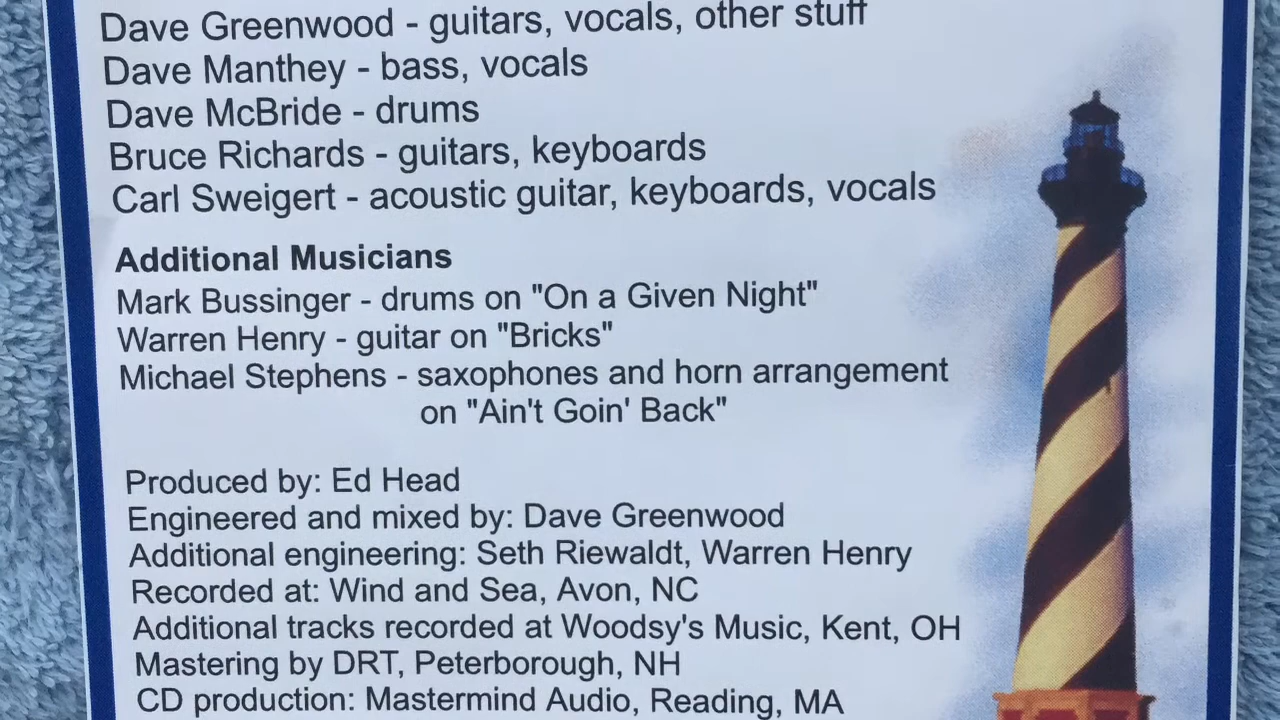 Dave Greenwood - guitars, vocals, other stuff
Dave Manthey - bass, vocals
Dave McBride - drums
Bruce Richards - guitars, keyboards
Carl Sweigert - acoustic guitar, keyboards, vocals
Additional Musicians
Mark Bussinger - drums on "On a Given Night"
Warren Henry - guitar on "Bricks"
Michael Stephens - saxophones and horn arrangement
on "Ain't Goin' Back"
Produced by: Ed Head
Engineered and mixed by: Dave Greenwood
Additional engineering: Seth Riewaldt, Warren Henry
Recorded at: Wind and Sea, Avon, NC
Additional tracks recorded at Woodsy's Music, Kent, OH
Mastering by DRT, Peterborough, NH
CD production: Mastermind Audio, Reading, MA